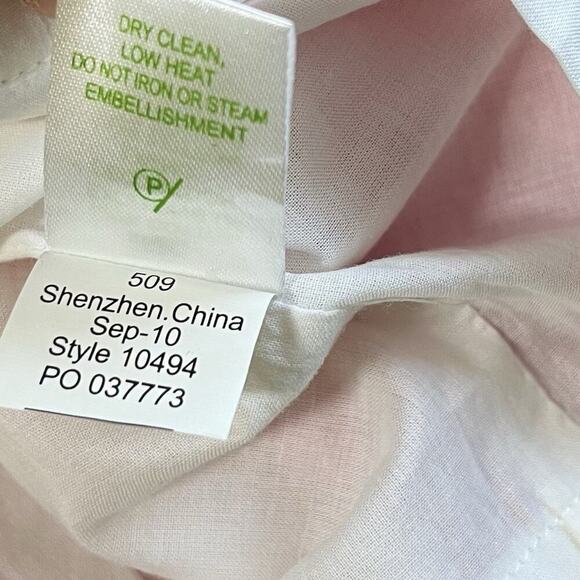 DRY CLEAN,
LOW HEAT
DO NOT IRON OR STEAM
EMBELLISHMENT
P
509
Shenzhen.China
Sep-10
Style 10494
PO 037773